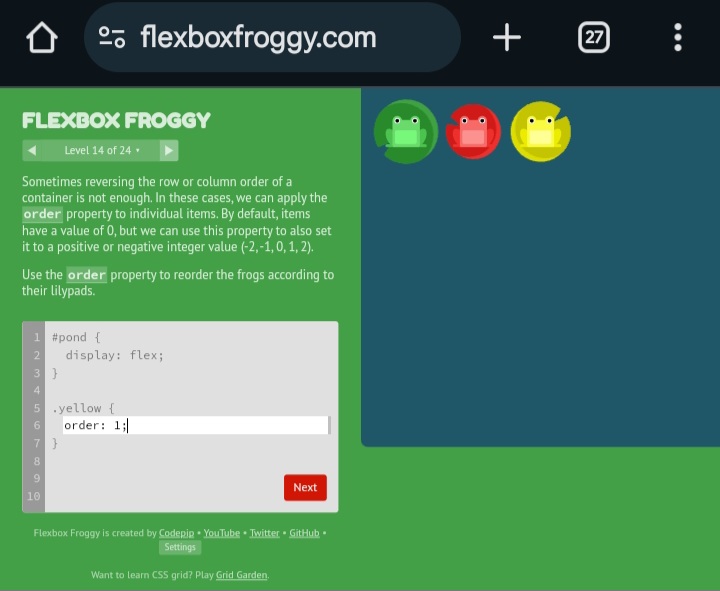 flexboxfroggy.com
27
FLEXBOX FROGGY
Level 14 of 24
Sometimes reversing the row or column order of a
container is not enough. In these cases, we can apply the
order property to individual items. By default, items
have a value of 0, but we can use this property to also set
it to a positive or negative integer value (-2, -1, 0, 1, 2).
Use the order property to reorder the frogs according to
their lilypads.
1 #pond {
2 display: flex;
3 }
4
5 .yellow {
6 order: 1;
7 }
8
9
10
Next
Flexbox Froggy is created by Codepip • YouTube • Twitter • GitHub •
Settings
Want to learn CSS grid? Play Grid Garden.